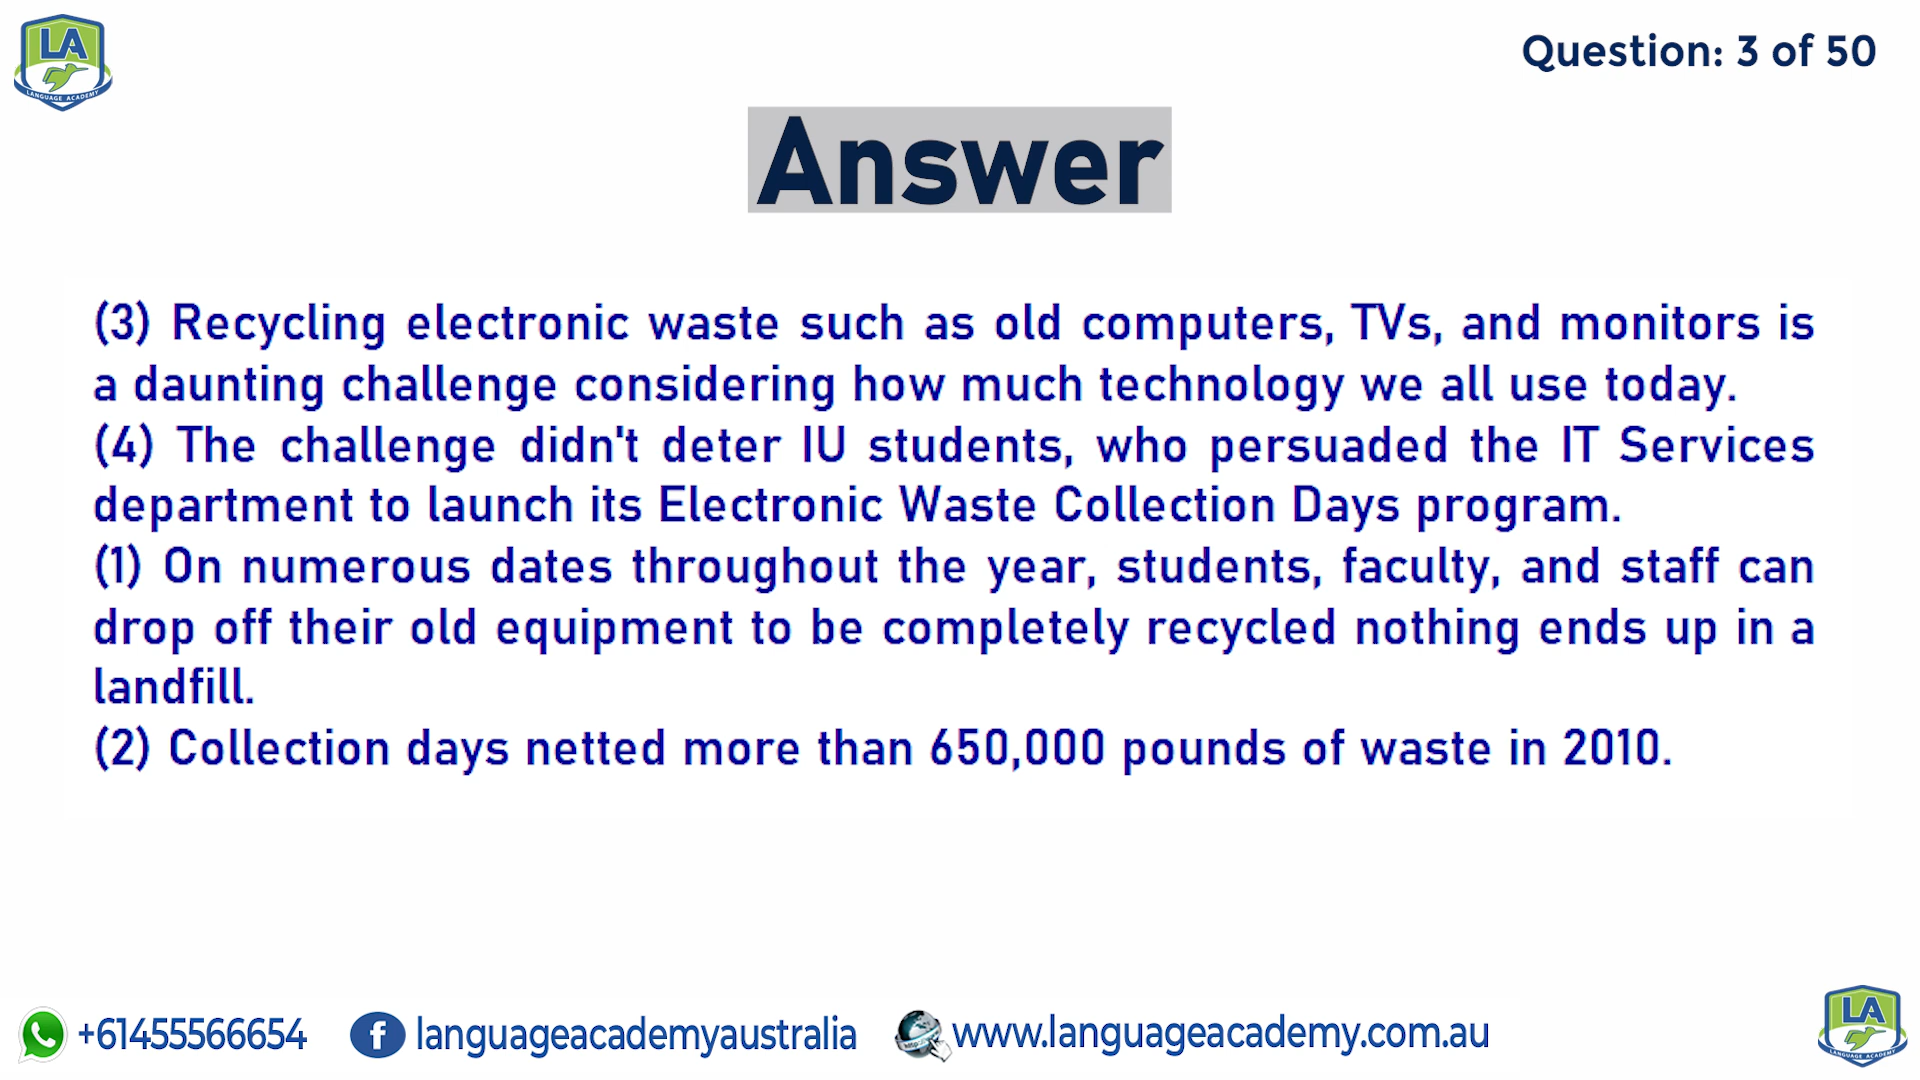 LA
LANGUAGE ACADEMY
Question: 3 of 50
Answer
(3) Recycling electronic waste such as old computers, TVs, and monitors is
a daunting challenge considering how much technology we all use today.
(4) The challenge didn't deter IU students, who persuaded the IT Services
department to launch its Electronic Waste Collection Days program.
(1) On numerous dates throughout the year, students, faculty, and staff can
drop off their old equipment to be completely recycled nothing ends up in a
landfill.
(2) Collection days netted more than 650,000 pounds of waste in 2010.
+61455566654
f languageacademyaustralia
www.languageacademy.com.au
LA
LANGUAGE ACADEMY